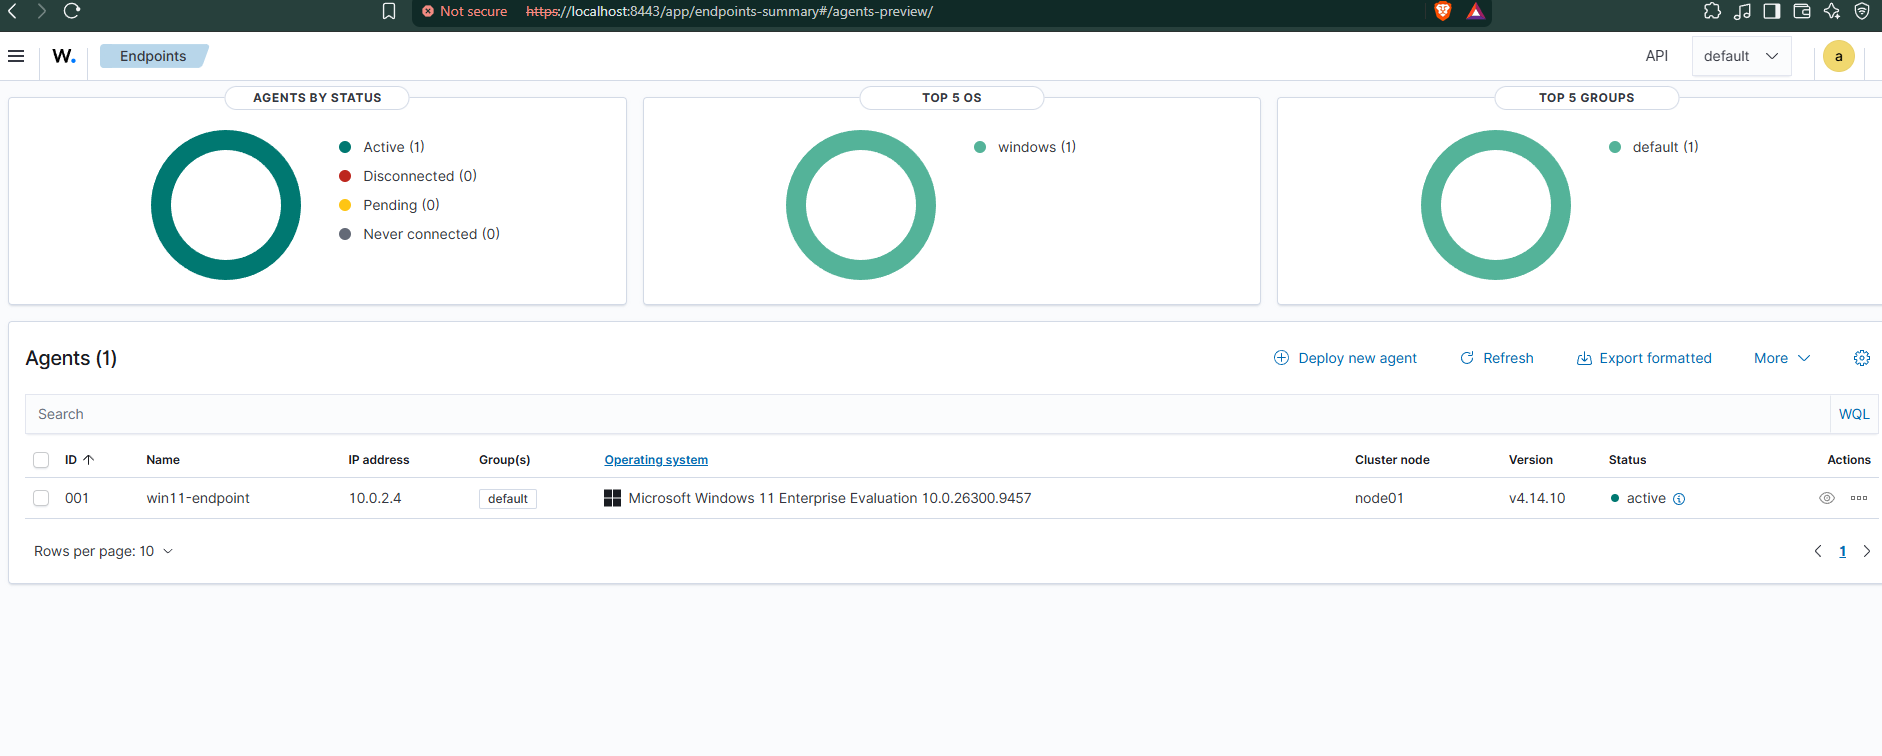 Not secure https://localhost:8443/app/endpoints-summary#/agents-preview/
W. Endpoints API default a
AGENTS BY STATUS
Active (1)
Disconnected (0)
Pending (0)
Never connected (0)
TOP 5 OS
windows (1)
TOP 5 GROUPS
default (1)
Agents (1) Deploy new agent Refresh Export formatted More
Search WQL
ID Name IP address Group(s) Operating system Cluster node Version Status Actions
001 win11-endpoint 10.0.2.4 default Microsoft Windows 11 Enterprise Evaluation 10.0.26300.9457 node01 v4.14.10 active
Rows per page: 10 1